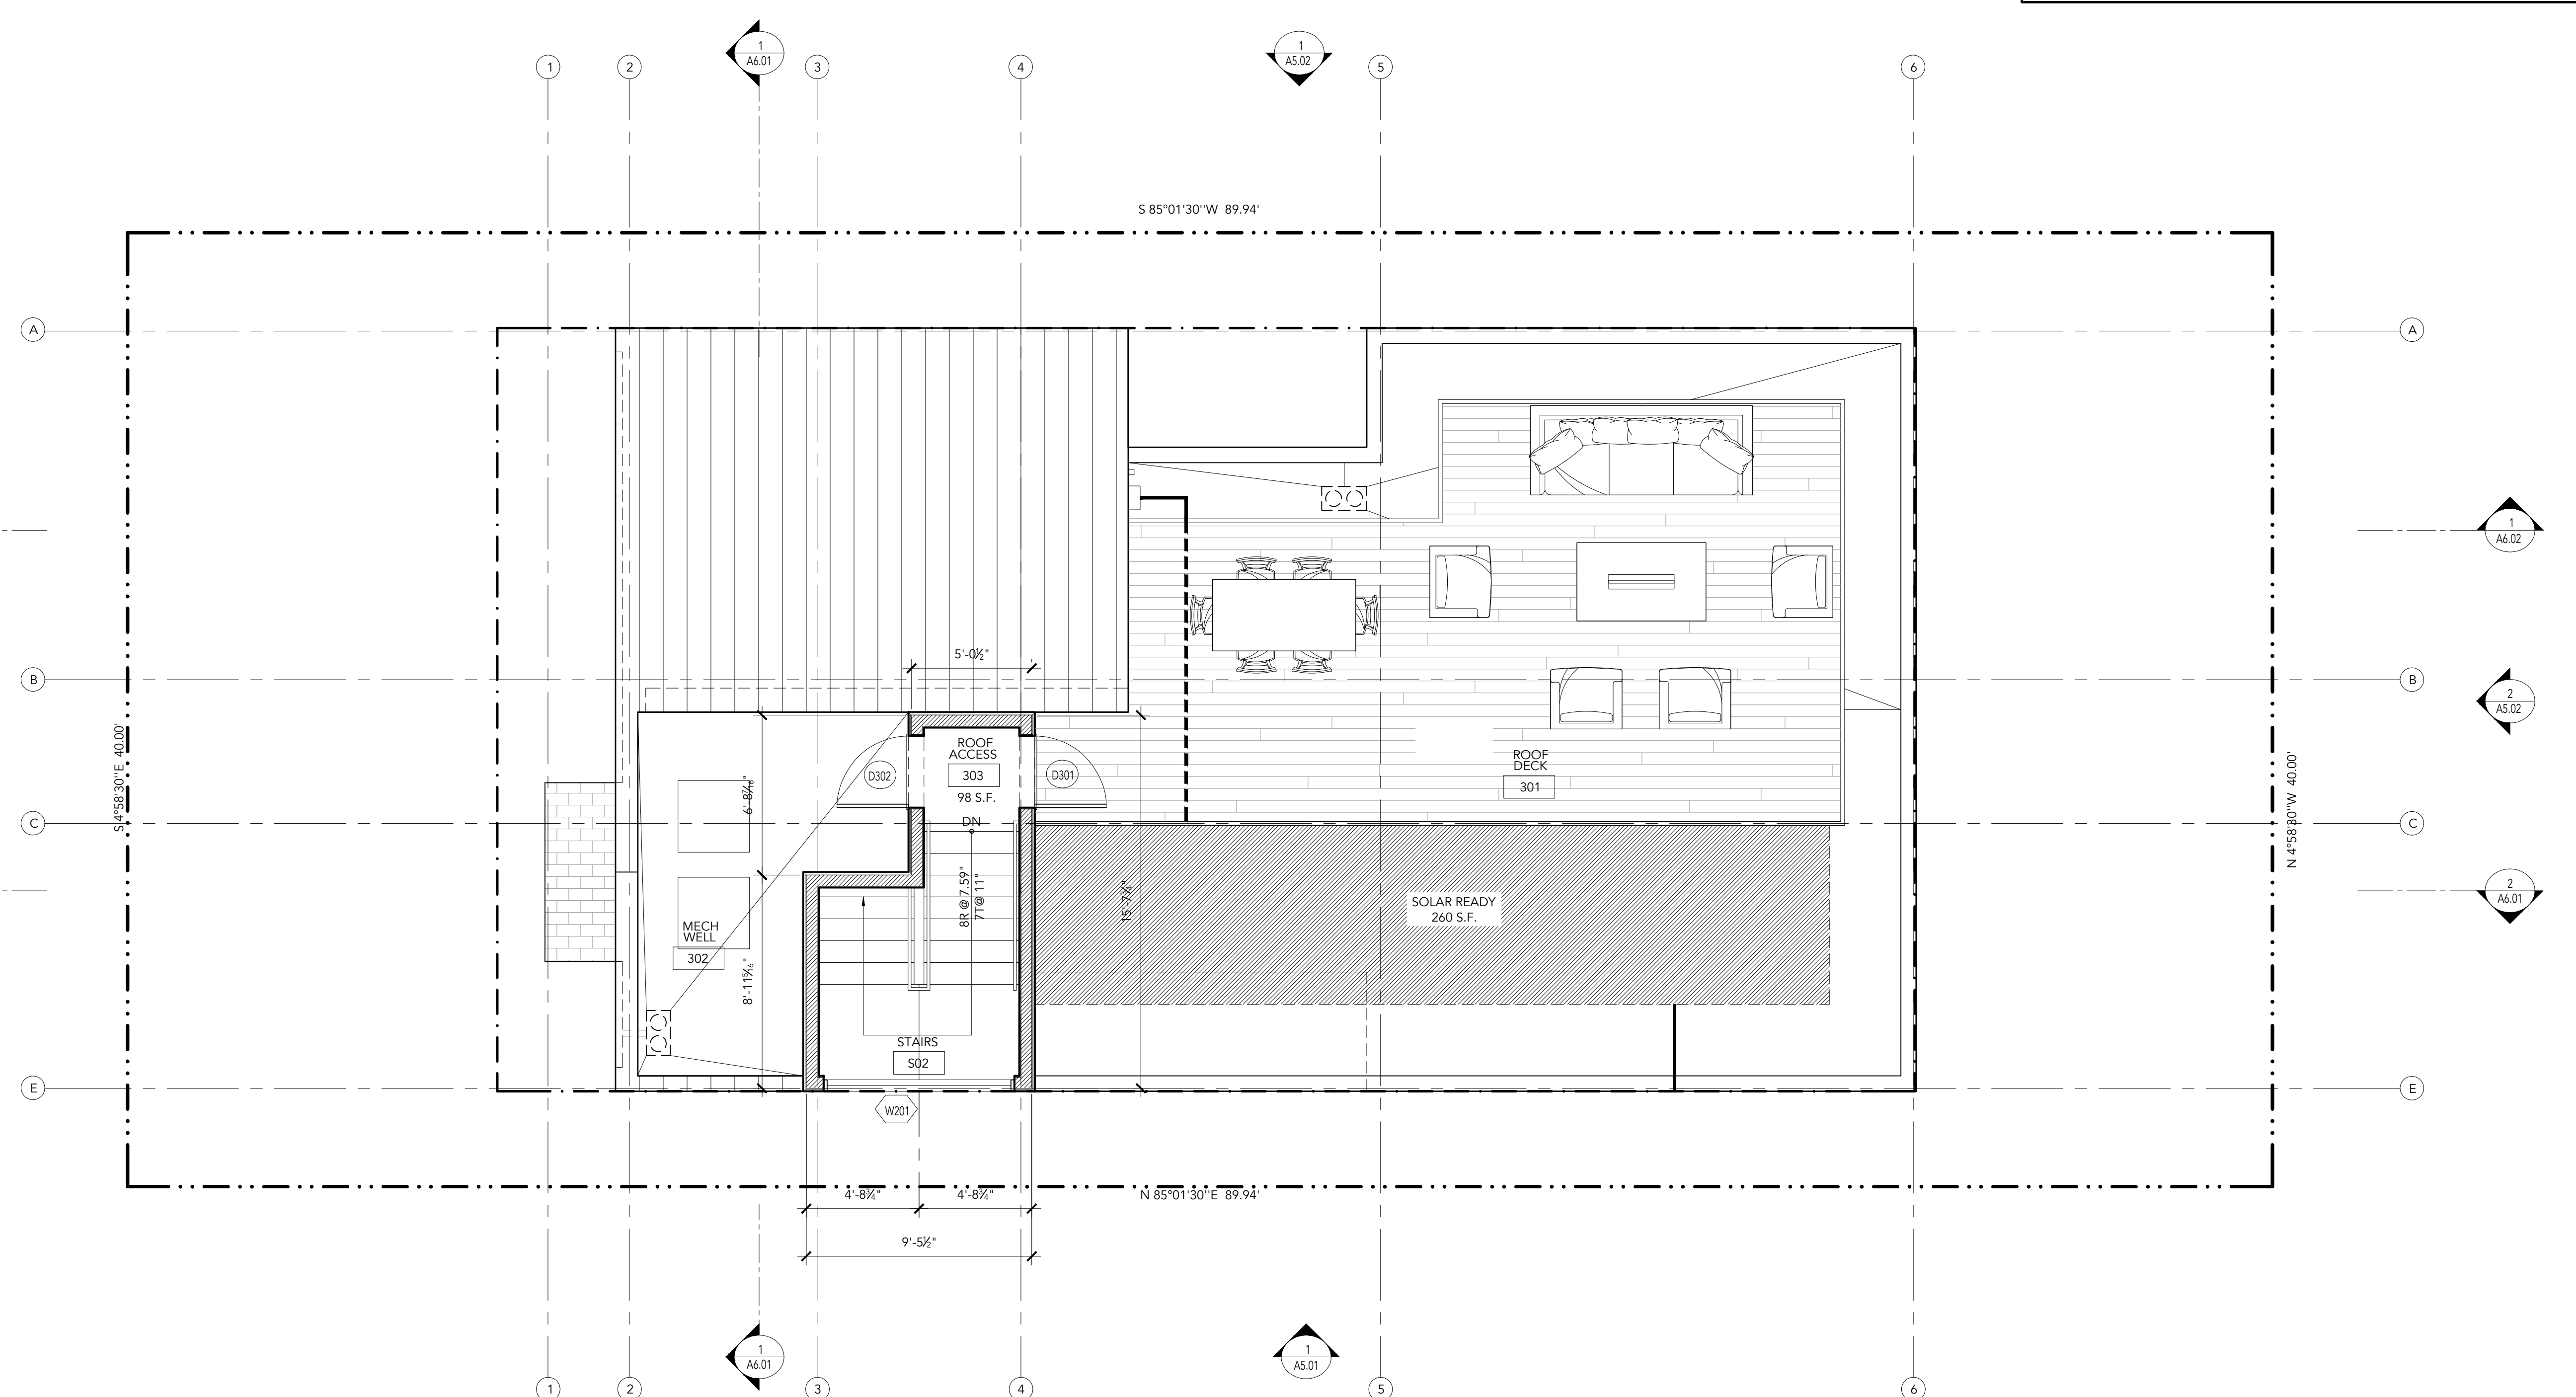 1
A6.01
1
A5.02
1
2
3
4
5
6
S 85°01'30''W 89.94'
A
A
1
A6.02
B
B
5'-0½"
2
A5.02
S 4°58'30''E 40.00'
N 4°58'30''W 40.00'
ROOF
ACCESS
303
98 S.F.
D302
D301
ROOF
DECK
301
6'-8⁷⁄₁₆"
DN
C
C
8R @ 7.59"
7T@ 11"
15'-7¾"
SOLAR READY
260 S.F.
2
A6.01
MECH
WELL
302
8'-11⁵⁄₁₆"
STAIRS
S02
E
E
W201
4'-8¾"
4'-8¾"
N 85°01'30''E 89.94'
9'-5½"
1
A6.01
1
A5.01
1
2
3
4
5
6